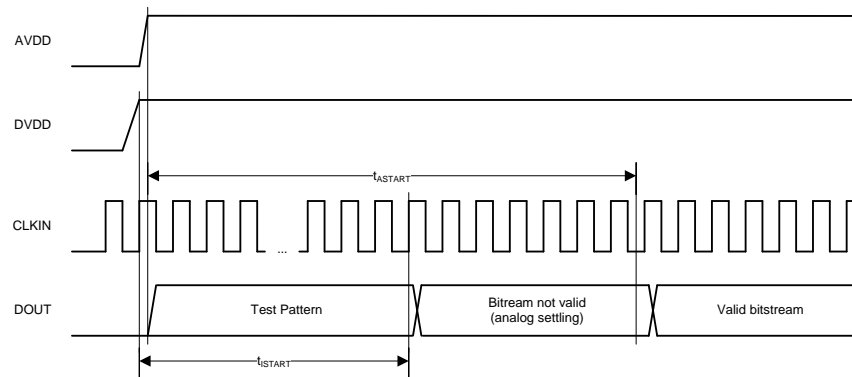 AVDD
DVDD
tASTART
CLKIN
...
DOUT
Test Pattern
Bitream not valid
(analog settling)
Valid bitstream
tISTART